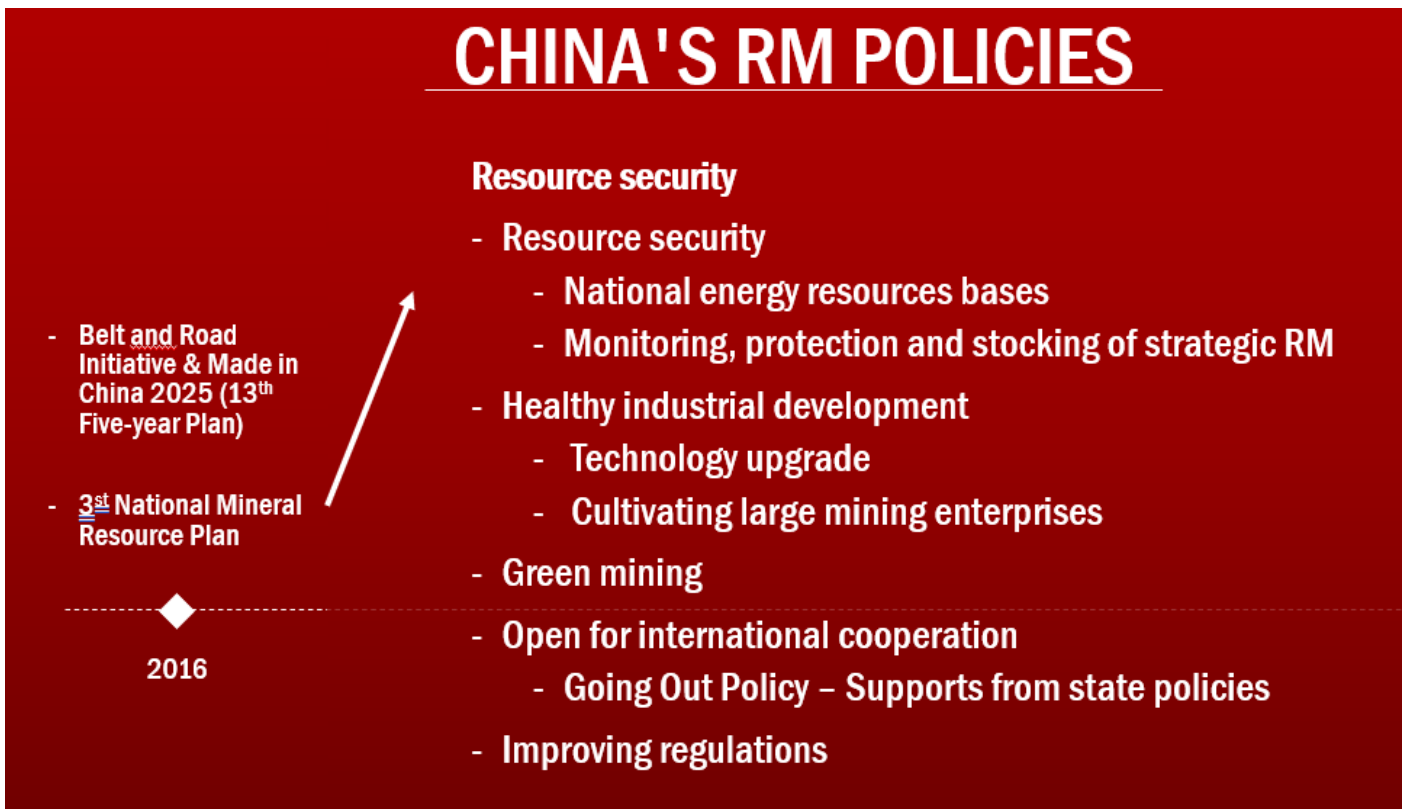 CHINA'S RM POLICIES
- Belt and Road
Initiative & Made in
China 2025 (13th
Five-year Plan)
- 3st National Mineral
Resource Plan
2016
Resource security
- Resource security
- National energy resources bases
- Monitoring, protection and stocking of strategic RM
- Healthy industrial development
- Technology upgrade
- Cultivating large mining enterprises
- Green mining
- Open for international cooperation
- Going Out Policy – Supports from state policies
- Improving regulations